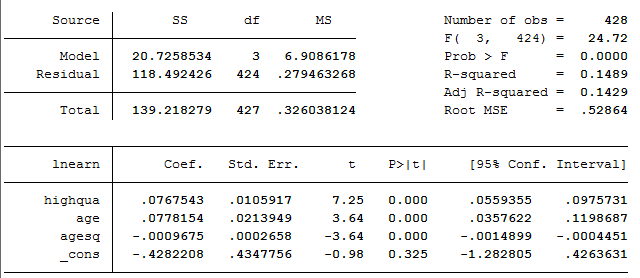 Source SS df MS Number of obs = 428
F( 3, 424) = 24.72
Model 20.7258534 3 6.9086178 Prob > F = 0.0000
Residual 118.492426 424 .279463268 R-squared = 0.1489
Adj R-squared = 0.1429
Total 139.218279 427 .326038124 Root MSE = .52864
lnearn Coef. Std. Err. t P>|t| [95% Conf. Interval]
highqua .0767543 .0105917 7.25 0.000 .0559355 .0975731
age .0778154 .0213949 3.64 0.000 .0357622 .1198687
agesq -.0009675 .0002658 -3.64 0.000 -.0014899 -.0004451
_cons -.4282208 .4347756 -0.98 0.325 -1.282805 .4263631